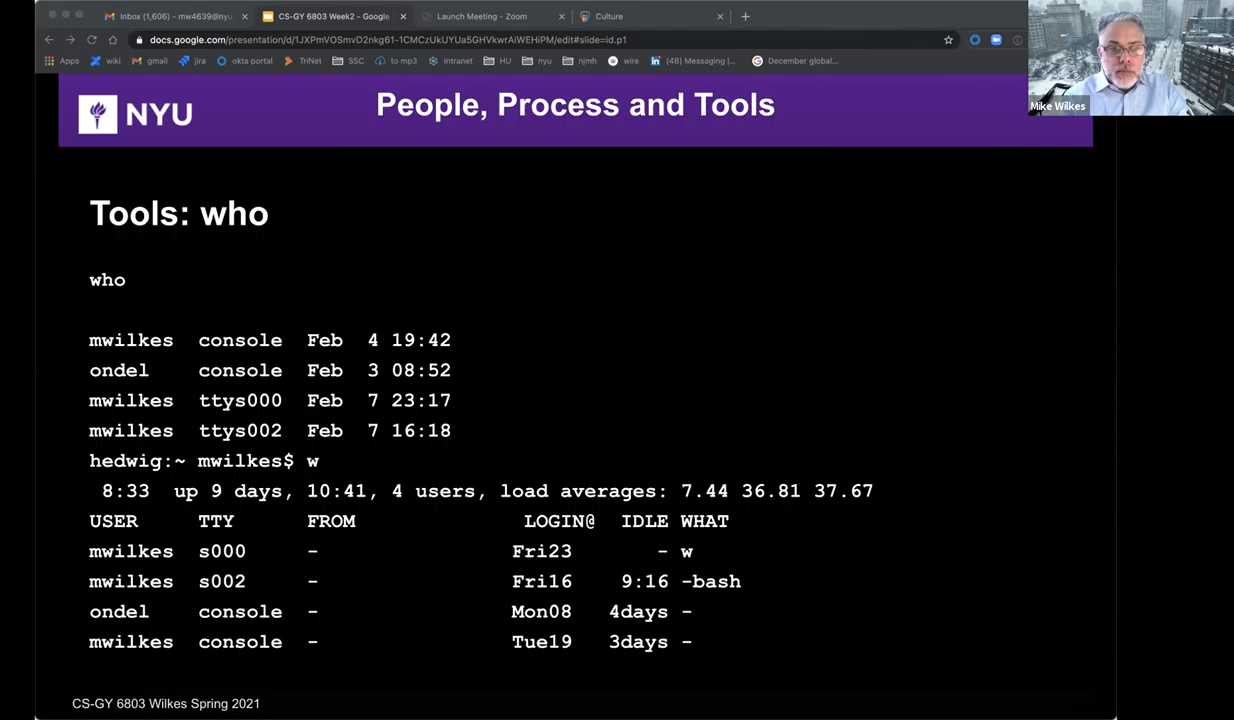 Inbox (1,606) - mw4639@nyu
CS-GY 6803 Week2 - Google
Launch Meeting - Zoom
Culture
docs.google.com/presentation/d/1JXPmVOSmvD2nkg61-1CMCzUkUYUa5GHVkwrAiWEHiPM/edit#slide=id.p1
Apps wiki gmail jira okta portal TriNet SSC to mp3 intranet HU nyu njmh wire (48) Messaging |... December global...
Mike Wilkes
NYU
People, Process and Tools
Tools: who
who
mwilkes console Feb 4 19:42
ondel console Feb 3 08:52
mwilkes ttys000 Feb 7 23:17
mwilkes ttys002 Feb 7 16:18
hedwig:~ mwilkes$ w
8:33 up 9 days, 10:41, 4 users, load averages: 7.44 36.81 37.67
USER TTY FROM LOGIN@ IDLE WHAT
mwilkes s000 - Fri23 - w
mwilkes s002 - Fri16 9:16 -bash
ondel console - Mon08 4days -
mwilkes console - Tue19 3days -
CS-GY 6803 Wilkes Spring 2021